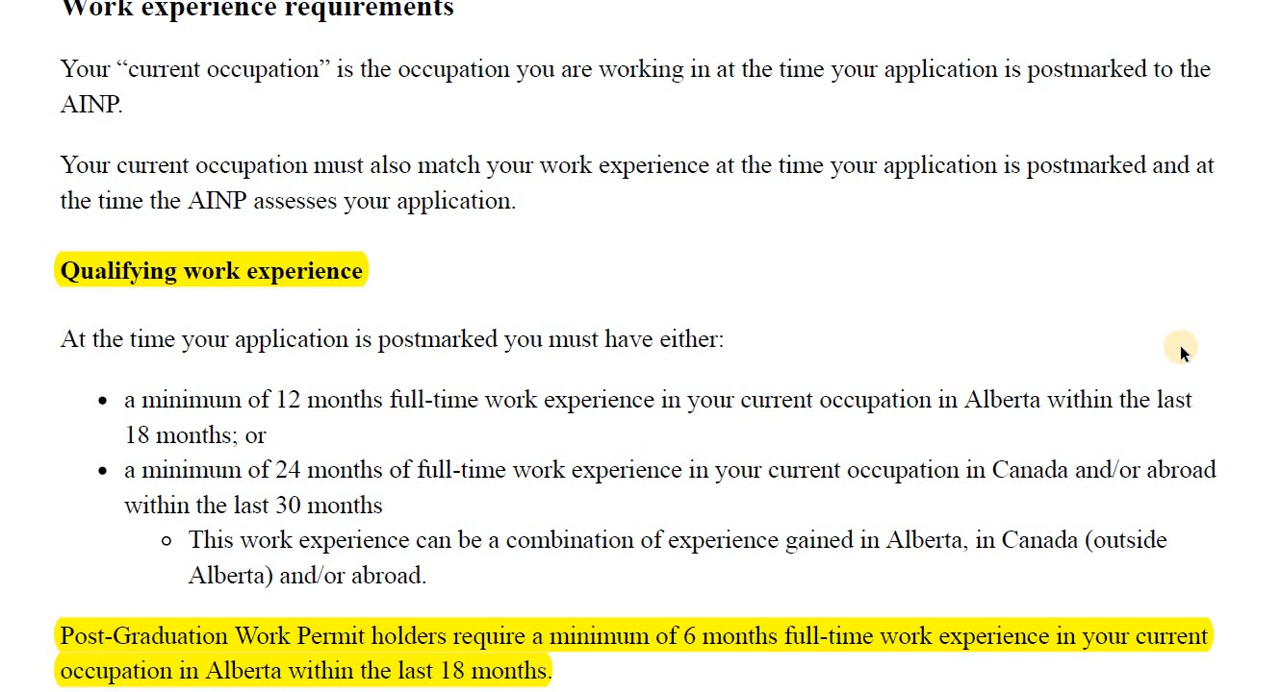 Work experience requirements
Your “current occupation” is the occupation you are working in at the time your application is postmarked to the
AINP.
Your current occupation must also match your work experience at the time your application is postmarked and at
the time the AINP assesses your application.
Qualifying work experience
At the time your application is postmarked you must have either:
• a minimum of 12 months full-time work experience in your current occupation in Alberta within the last
18 months; or
• a minimum of 24 months of full-time work experience in your current occupation in Canada and/or abroad
within the last 30 months
◦ This work experience can be a combination of experience gained in Alberta, in Canada (outside
Alberta) and/or abroad.
Post-Graduation Work Permit holders require a minimum of 6 months full-time work experience in your current
occupation in Alberta within the last 18 months.